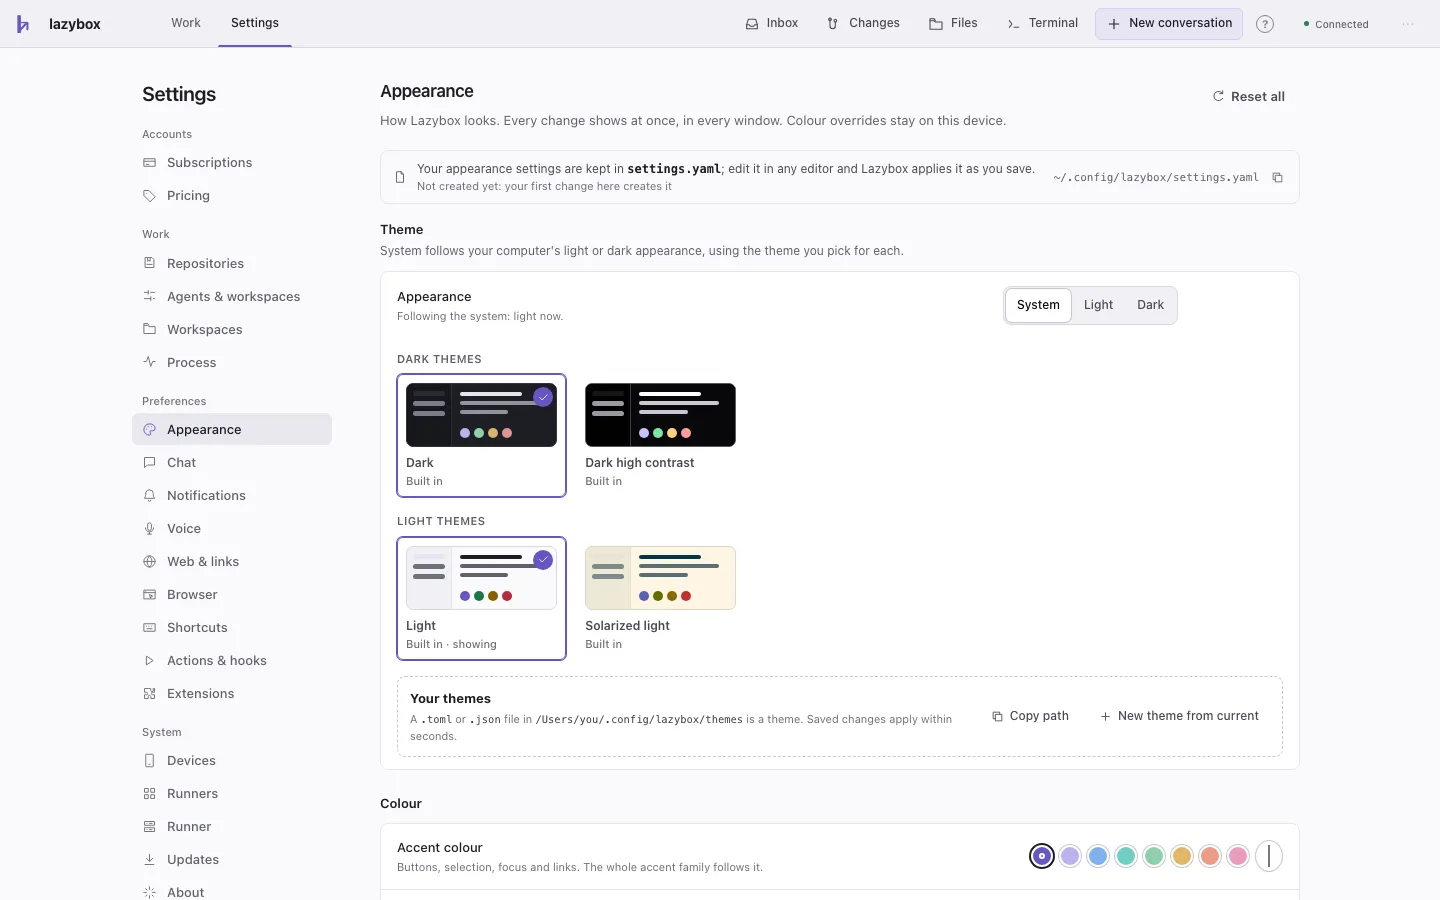 lazybox
Work
Settings
Inbox
Changes
Files
Terminal
New conversation
?
Connected
Settings
Accounts
Subscriptions
Pricing
Work
Repositories
Agents & workspaces
Workspaces
Process
Preferences
Appearance
Chat
Notifications
Voice
Web & links
Browser
Shortcuts
Actions & hooks
Extensions
System
Devices
Runners
Runner
Updates
About
Appearance
Reset all
How Lazybox looks. Every change shows at once, in every window. Colour overrides stay on this device.
Your appearance settings are kept in settings.yaml; edit it in any editor and Lazybox applies it as you save.
Not created yet: your first change here creates it
~/.config/lazybox/settings.yaml
Theme
System follows your computer's light or dark appearance, using the theme you pick for each.
Appearance
Following the system: light now.
System
Light
Dark
DARK THEMES
Dark
Built in
Dark high contrast
Built in
LIGHT THEMES
Light
Built in · showing
Solarized light
Built in
Your themes
A .toml or .json file in /Users/you/.config/lazybox/themes is a theme. Saved changes apply within
seconds.
Copy path
New theme from current
Colour
Accent colour
Buttons, selection, focus and links. The whole accent family follows it.